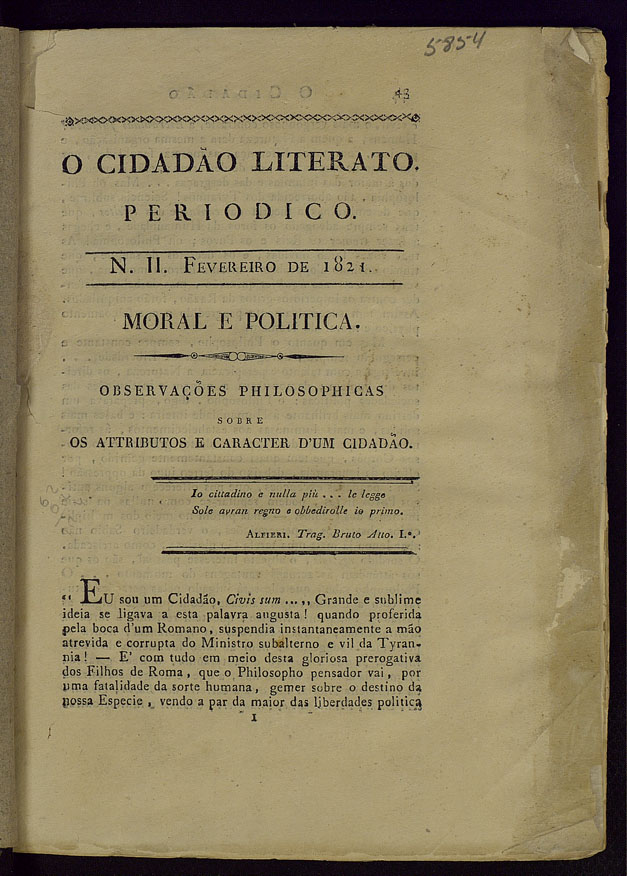 5854
43
O CIDADÃO LITERATO.
PERIODICO.
N. II. FEVEREIRO DE 1821.
MORAL E POLITICA.
OBSERVAÇÕES PHILOSOPHICAS
SOBRE
OS ATTRIBUTOS E CARACTER D'UM CIDADÃO.
Io cittadino e nulla più . . . le legge
Sole avran regno e obbedirolle io primo.
ALFIERI. Trag. Bruto Atto. I.º.
“ EU sou um Cidadão, Civis sum ... ,, Grande e sublime
ideia se ligava a esta palavra augusta ! quando proferida
pela boca d'um Romano, suspendia instantaneamente a mão
atrevida e corrupta do Ministro subalterno e vil da Tyran-
nia ! — E' com tudo em meio desta gloriosa prerogativa
dos Filhos de Roma, que o Philosopho pensador vai, por
uma fatalidade da sorte humana, gemer sobre o destino da
nossa Especie, vendo a par da maior das liberdades politica
I